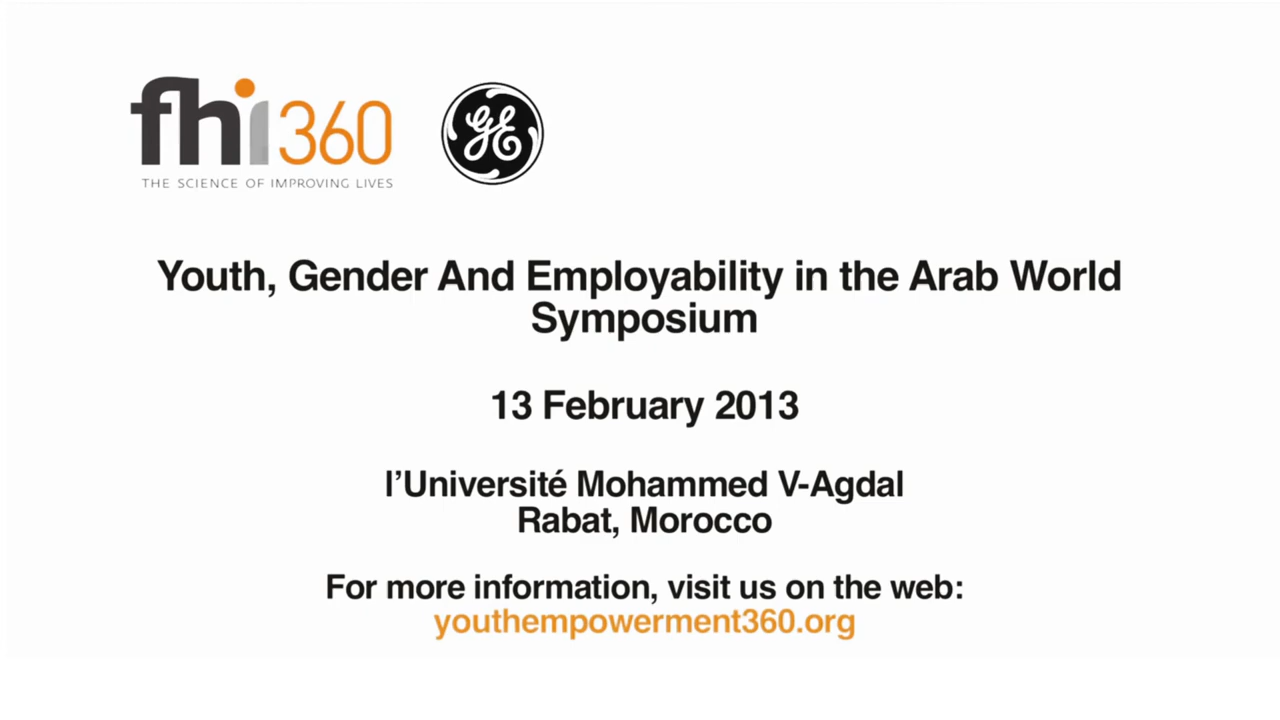 fhi360
GE
THE SCIENCE OF IMPROVING LIVES
Youth, Gender And Employability in the Arab World
Symposium
13 February 2013
l’Université Mohammed V-Agdal
Rabat, Morocco
For more information, visit us on the web:
youthempowerment360.org